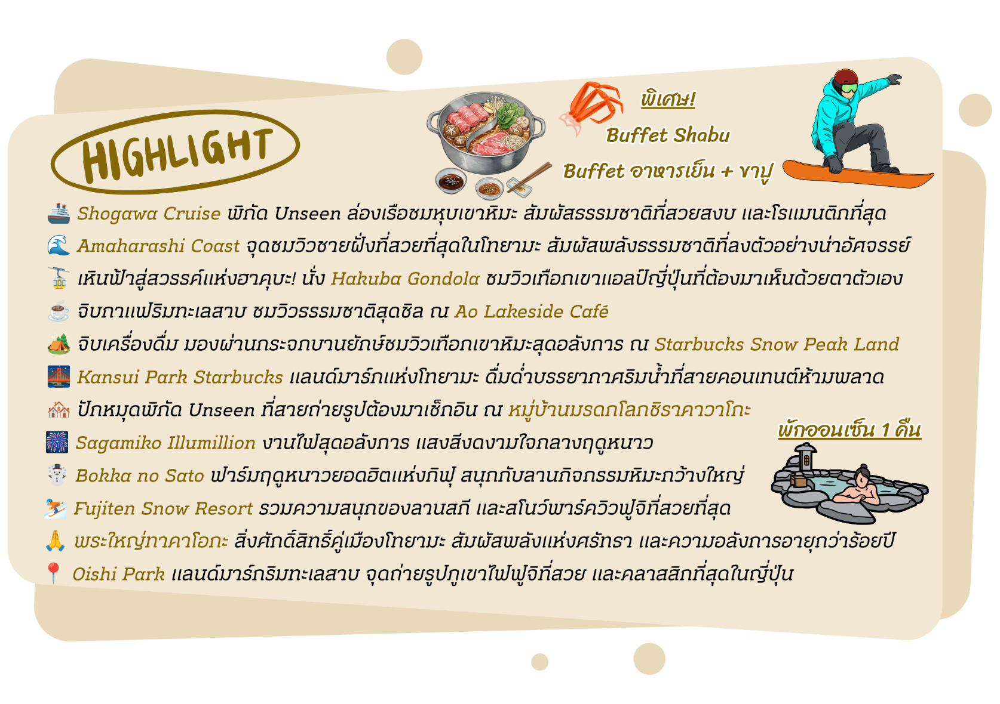 HIGHLIGHT
พิเศษ!
Buffet Shabu
Buffet อาหารเย็น + ขาปู
Shogawa Cruise พิกัด Unseen ล่องเรือชมหุบเขาหิมะ สัมผัสธรรมชาติที่สวยสงบ และโรแมนติกที่สุด
Amaharashi Coast จุดชมวิวชายฝั่งที่สวยที่สุดในโทยามะ สัมผัสพลังธรรมชาติที่ลงตัวอย่างน่าอัศจรรย์
เหินฟ้าสู่สวรรค์แห่งฮาคุบะ! นั่ง Hakuba Gondola ชมวิวเทือกเขาแอลป์ญี่ปุ่นที่ต้องมาเห็นด้วยตาตัวเอง
จิบกาแฟริมทะเลสาบ ชมวิวธรรมชาติสุดชิล ณ Ao Lakeside Café
จิบเครื่องดื่ม มองผ่านกระจกบานยักษ์ชมวิวเทือกเขาหิมะสุดอลังการ ณ Starbucks Snow Peak Land
Kansui Park Starbucks แลนด์มาร์กแห่งโทยามะ ดื่มด่ำบรรยากาศริมน้ำที่สายคอนเทนต์ห้ามพลาด
ปักหมุดพิกัด Unseen ที่สายถ่ายรูปต้องมาเช็กอิน ณ หมู่บ้านมรดกโลกชิราคาวาโกะ
Sagamiko Illumillion งานไฟสุดอลังการ แสงสีงดงามใจกลางฤดูหนาว
พักออนเซ็น 1 คืน
Bokka no Sato ฟาร์มฤดูหนาวยอดฮิตแห่งกิฟุ สนุกกับลานกิจกรรมหิมะกว้างใหญ่
Fujiten Snow Resort รวมความสนุกของลานสกี และสโนว์พาร์ควิวฟูจิที่สวยที่สุด
พระใหญ่ทาคาโอกะ สิ่งศักดิ์สิทธิ์คู่เมืองโทยามะ สัมผัสพลังแห่งศรัทธา และความอลังการอายุกว่าร้อยปี
Oishi Park แลนด์มาร์กริมทะเลสาบ จุดถ่ายรูปภูเขาไฟฟูจิที่สวย และคลาสสิกที่สุดในญี่ปุ่น